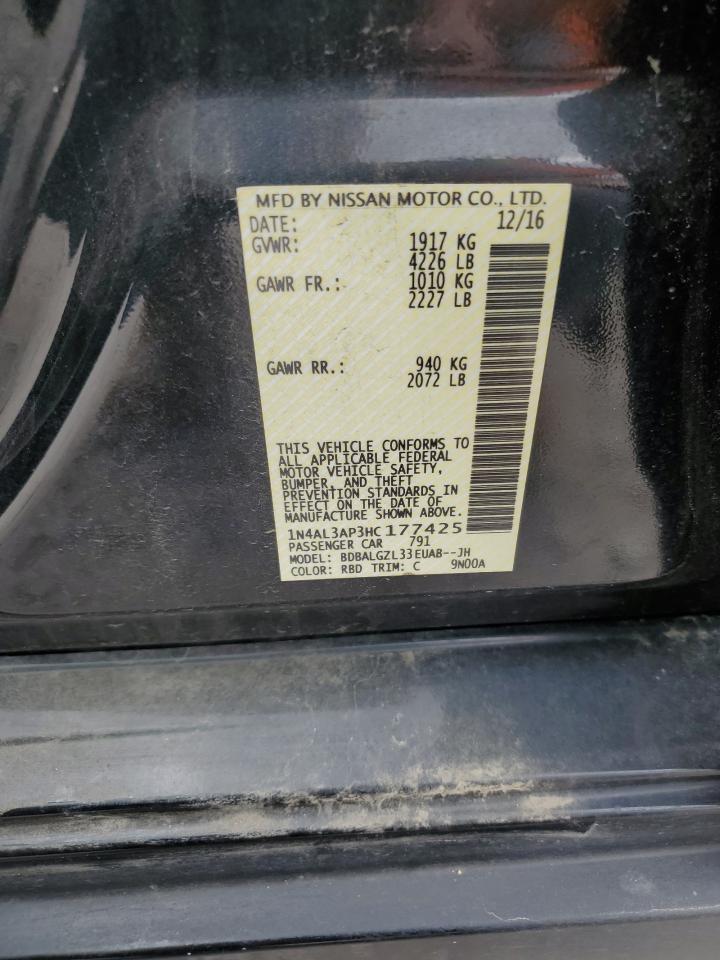 MFD BY NISSAN MOTOR CO., LTD.
DATE: 12/16
GVWR: 1917 KG
4226 LB
GAWR FR.: 1010 KG
2227 LB
GAWR RR.: 940 KG
2072 LB
THIS VEHICLE CONFORMS TO
ALL APPLICABLE FEDERAL
MOTOR VEHICLE SAFETY,
BUMPER, AND THEFT
PREVENTION STANDARDS IN
EFFECT ON THE DATE OF
MANUFACTURE SHOWN ABOVE.
1N4AL3AP3HC177425
PASSENGER CAR 791
MODEL: BDBALGZL33EUAB--JH
COLOR: RBD TRIM: C 9N00A